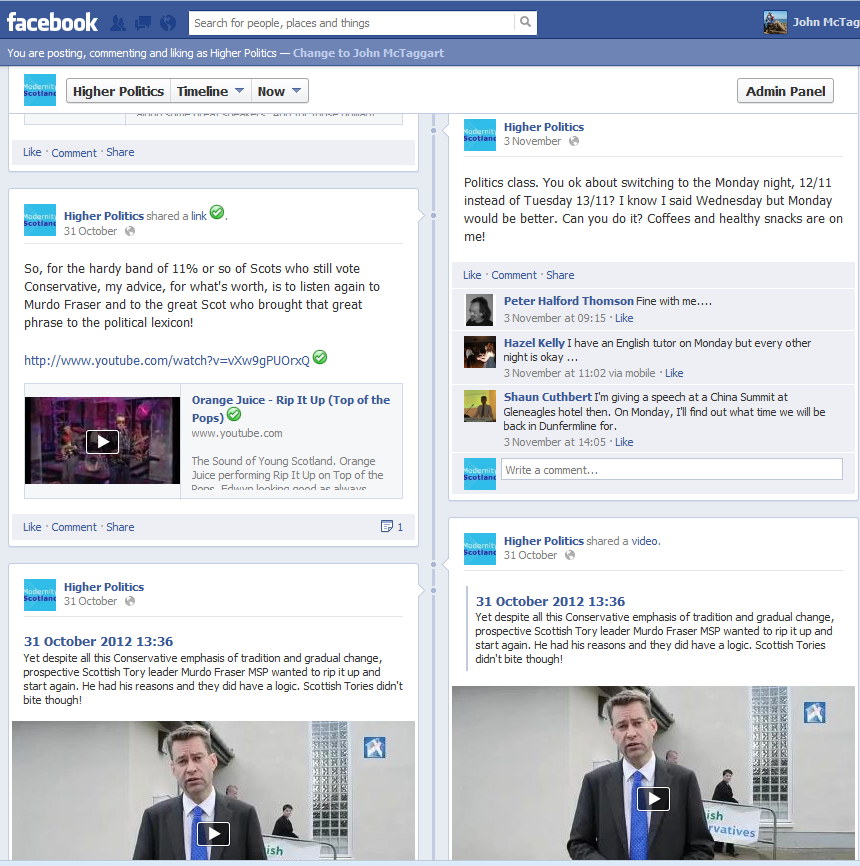 facebook
Search for people, places and things
John McTag
You are posting, commenting and liking as Higher Politics — Change to John McTaggart
Modernity
Scotland
Higher Politics
Timeline
Now
Admin Panel
Like · Comment · Share
Modernity
Scotland
Higher Politics shared a link.
31 October
So, for the hardy band of 11% or so of Scots who still vote
Conservative, my advice, for what's worth, is to listen again to
Murdo Fraser and to the great Scot who brought that great
phrase to the political lexicon!
http://www.youtube.com/watch?v=vXw9gPUOrxQ
Orange Juice - Rip It Up (Top of the
Pops)
www.youtube.com
The Sound of Young Scotland. Orange
Juice performing Rip It Up on Top of the
Pops. Edwyn looking good as always
Like · Comment · Share
1
Modernity
Scotland
Higher Politics
31 October
31 October 2012 13:36
Yet despite all this Conservative emphasis of tradition and gradual change,
prospective Scottish Tory leader Murdo Fraser MSP wanted to rip it up and
start again. He had his reasons and they did have a logic. Scottish Tories didn't
bite though!
ish
Modernity
Scotland
Higher Politics
3 November
Politics class. You ok about switching to the Monday night, 12/11
instead of Tuesday 13/11? I know I said Wednesday but Monday
would be better. Can you do it? Coffees and healthy snacks are on
me!
Like · Comment · Share
Peter Halford Thomson Fine with me....
3 November at 09:15 · Like
Hazel Kelly I have an English tutor on Monday but every other
night is okay ...
3 November at 11:02 via mobile · Like
Shaun Cuthbert I'm giving a speech at a China Summit at
Gleneagles hotel then. On Monday, I'll find out what time we will be
back in Dunfermline for.
3 November at 14:05 · Like
Modernity
Scotland
Write a comment...
Modernity
Scotland
Higher Politics shared a video.
31 October
31 October 2012 13:36
Yet despite all this Conservative emphasis of tradition and gradual change,
prospective Scottish Tory leader Murdo Fraser MSP wanted to rip it up and
start again. He had his reasons and they did have a logic. Scottish Tories
didn't bite though!
ish
rvatives